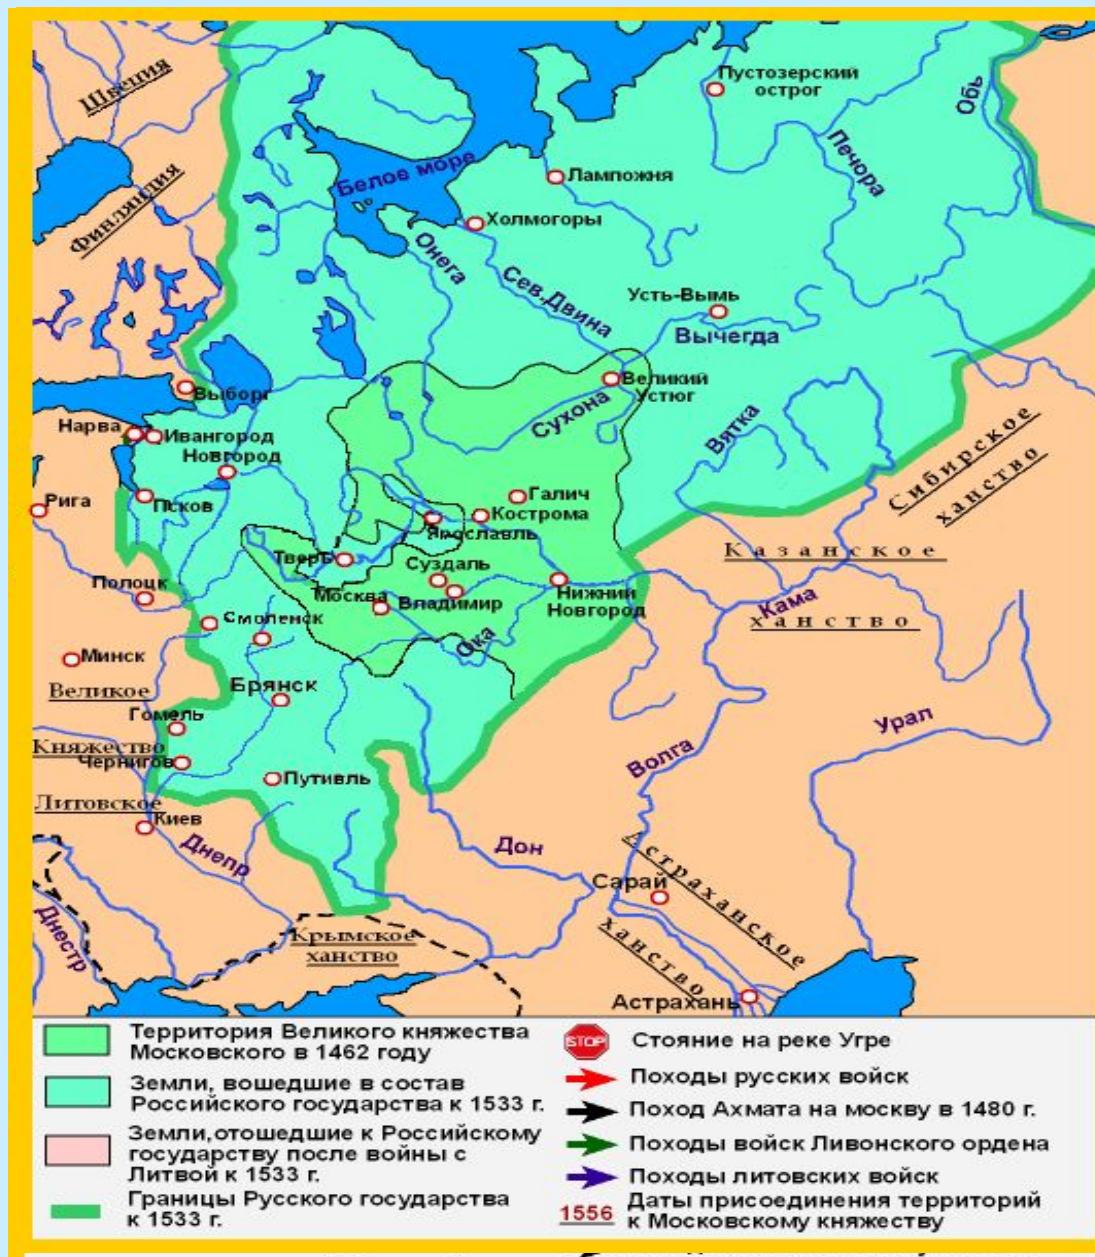 Швеция
Финляндия
Пустозерский
острог
Обь
Печора
Белое море
Лампожня
Холмогоры
Онега
Сев.Двина
Усть-Вымь
Вычегда
Великий
Устюг
Сухона
Вятка
Выборг
Нарва
Ивангород
Новгород
Рига
Псков
Галич
Кострома
Ярославль
Сибирское
ханство
Казанское
ханство
Тверь
Суздаль
Полоцк
Москва
Владимир
Нижний
Новгород
Кама
Смоленск
Ока
Минск
Великое
Брянск
Гомель
Княжество
Чернигов
Путивль
Волга
Урал
Литовское
Киев
Днепр
Дон
Сарай
Астраханское
ханство
Днестр
Крымское
ханство
Астрахань
Территория Великого княжества
Московского в 1462 году
Земли, вошедшие в состав
Российского государства к 1533 г.
Земли,отошедшие к Российскому
государству после войны с
Литвой к 1533 г.
Границы Русского государства
к 1533 г.
STOP
Стояние на реке Угре
Походы русских войск
Поход Ахмата на москву в 1480 г.
Походы войск Ливонского ордена
Походы литовских войск
1556 Даты присоединения территорий
к Московскому княжеству